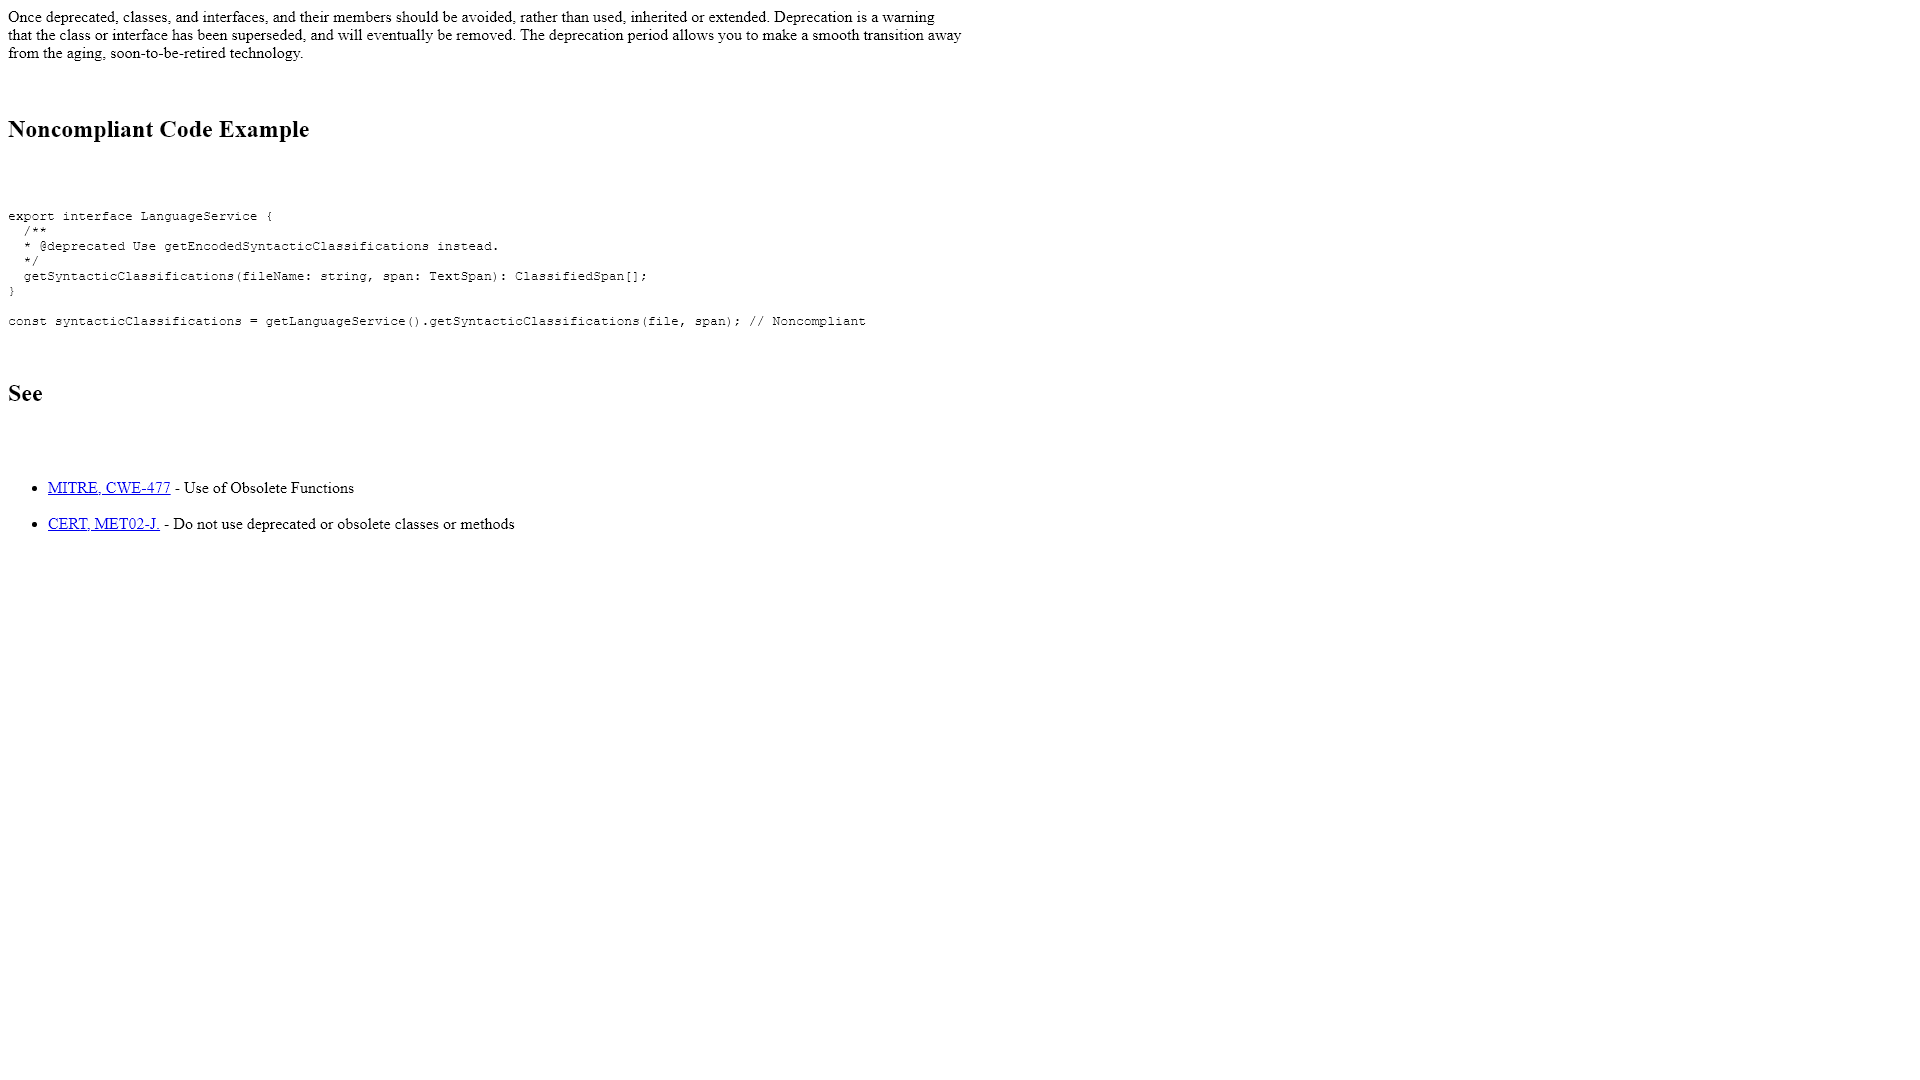 Once deprecated, classes, and interfaces, and their members should be avoided, rather than used, inherited or extended. Deprecation is a warning
that the class or interface has been superseded, and will eventually be removed. The deprecation period allows you to make a smooth transition away
from the aging, soon-to-be-retired technology.
Noncompliant Code Example
export interface LanguageService {
  /**
  * @deprecated Use getEncodedSyntacticClassifications instead.
  */
  getSyntacticClassifications(fileName: string, span: TextSpan): ClassifiedSpan[];
}
const syntacticClassifications = getLanguageService().getSyntacticClassifications(file, span); // Noncompliant
See
• MITRE, CWE-477 - Use of Obsolete Functions
• CERT, MET02-J. - Do not use deprecated or obsolete classes or methods